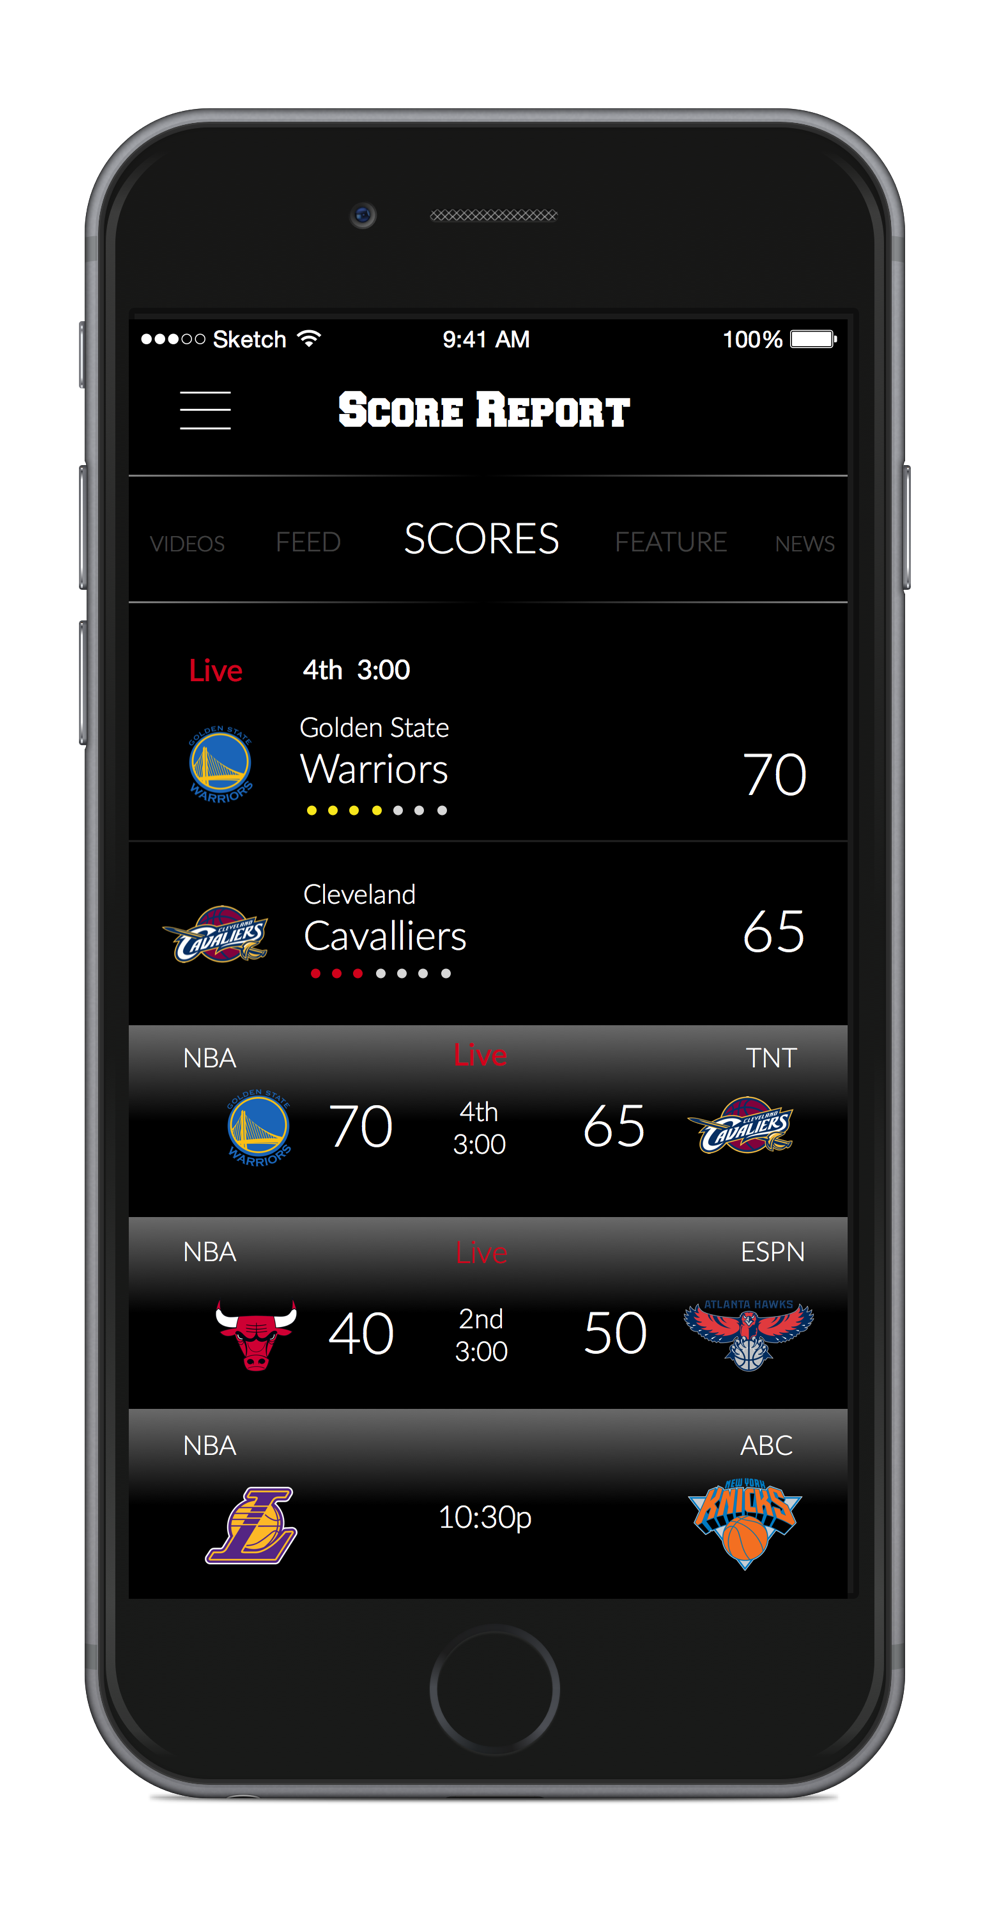 Sketch 9:41 AM 100%
Score Report
VIDEOS FEED SCORES FEATURE NEWS
Live 4th 3:00
Golden State
Warriors
70
GOLDEN STATE
WARRIORS
Cleveland
Cavalliers
65
CLEVELAND
CAVALIERS
NBA Live TNT
GOLDEN STATE
WARRIORS
70
4th
3:00
65
CLEVELAND
CAVALIERS
NBA Live ESPN
40
2nd
3:00
50
ATLANTA HAWKS
NBA ABC
L
10:30p
NEW YORK
KNICKS